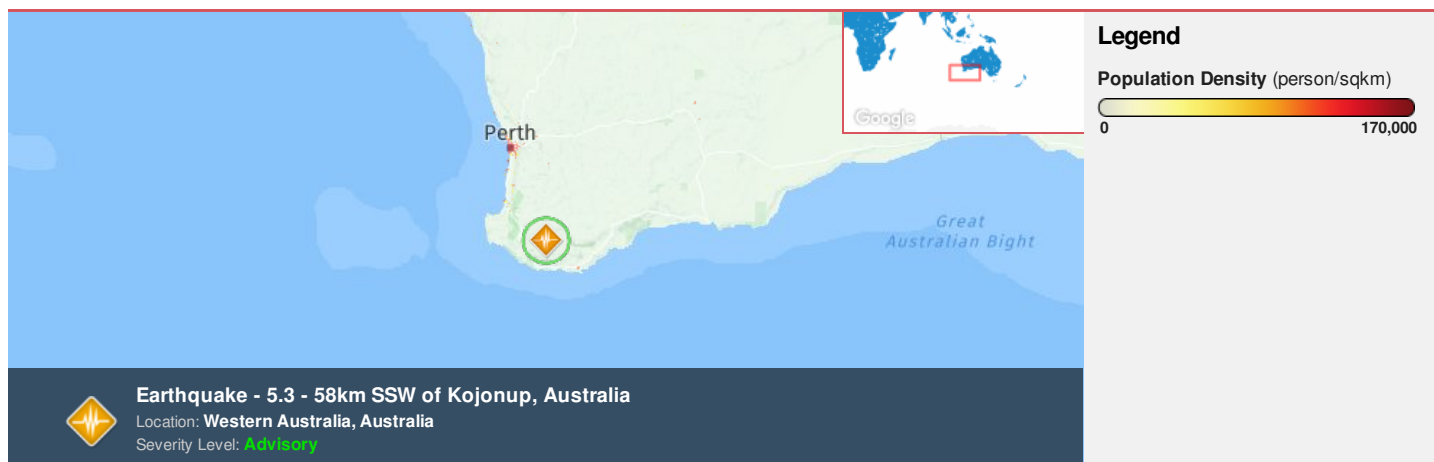 Perth
Great
Australian Bight
Google
Legend
Population Density (person/sqkm)
0 170,000
Earthquake - 5.3 - 58km SSW of Kojonup, Australia
Location: Western Australia, Australia
Severity Level: Advisory